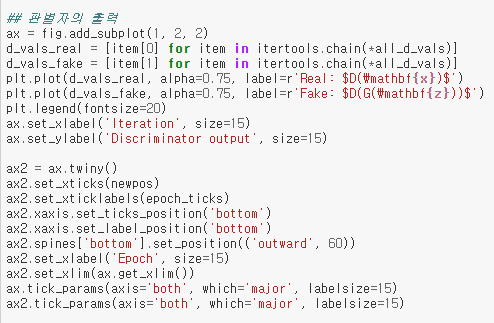 ## 판별자의 출력
ax = fig.add_subplot(1, 2, 2)
d_vals_real = [item[0] for item in itertools.chain(*all_d_vals)]
d_vals_fake = [item[1] for item in itertools.chain(*all_d_vals)]
plt.plot(d_vals_real, alpha=0.75, label=r'Real: $D(₩mathbf{x})$')
plt.plot(d_vals_fake, alpha=0.75, label=r'Fake: $D(G(₩mathbf{z}))$')
plt.legend(fontsize=20)
ax.set_xlabel('Iteration', size=15)
ax.set_ylabel('Discriminator output', size=15)

ax2 = ax.twiny()
ax2.set_xticks(newpos)
ax2.set_xticklabels(epoch_ticks)
ax2.xaxis.set_ticks_position('bottom')
ax2.xaxis.set_label_position('bottom')
ax2.spines['bottom'].set_position(('outward', 60))
ax2.set_xlabel('Epoch', size=15)
ax2.set_xlim(ax.get_xlim())
ax.tick_params(axis='both', which='major', labelsize=15)
ax2.tick_params(axis='both', which='major', labelsize=15)